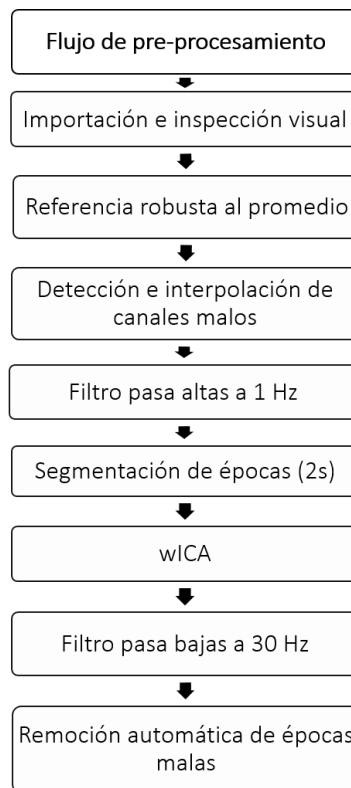 Flujo de pre-procesamiento
Importación e inspección visual
Referencia robusta al promedio
Detección e interpolación de
canales malos
Filtro pasa altas a 1 Hz
Segmentación de épocas (2s)
wICA
Filtro pasa bajas a 30 Hz
Remoción automática de épocas
malas